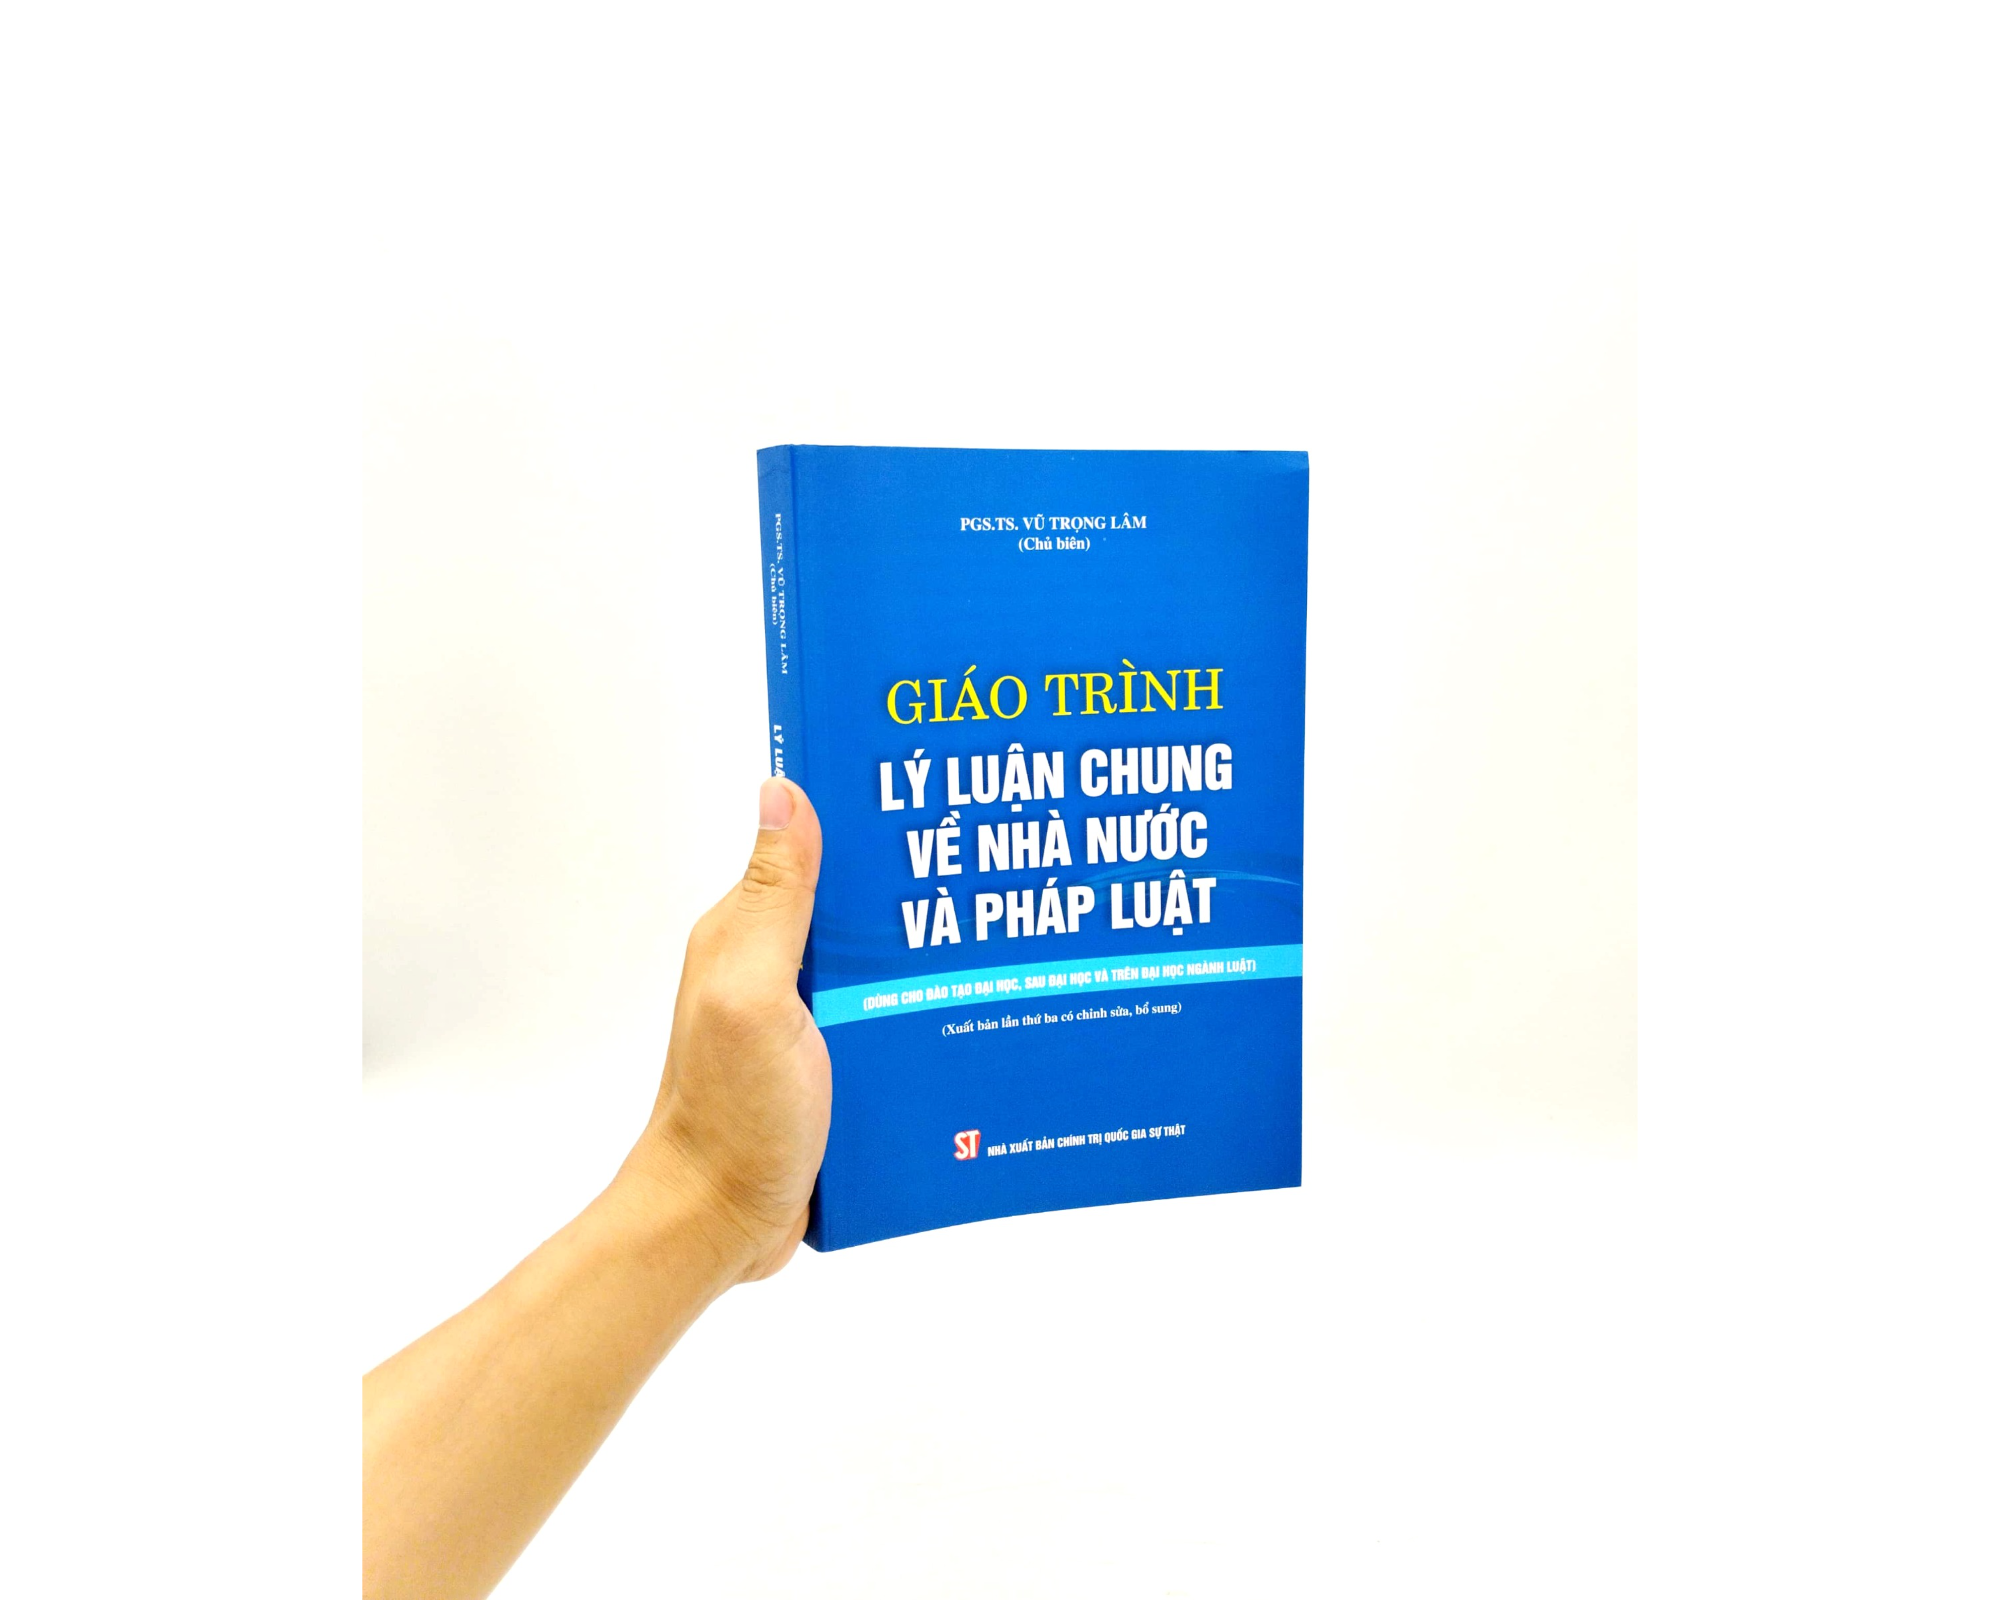 PGS.TS. VŨ TRỌNG LÂM
(Chủ biên)
GIÁO TRÌNH
LÝ LUẬN CHUNG
VỀ NHÀ NƯỚC
VÀ PHÁP LUẬT
(DÙNG CHO ĐÀO TẠO ĐẠI HỌC, SAU ĐẠI HỌC VÀ TRÊN ĐẠI HỌC NGÀNH LUẬT)
(Xuất bản lần thứ ba có chỉnh sửa, bổ sung)
ST NHÀ XUẤT BẢN CHÍNH TRỊ QUỐC GIA SỰ THẬT
PGS.TS. VŨ TRỌNG LÂM
(Chủ biên)
LÝ